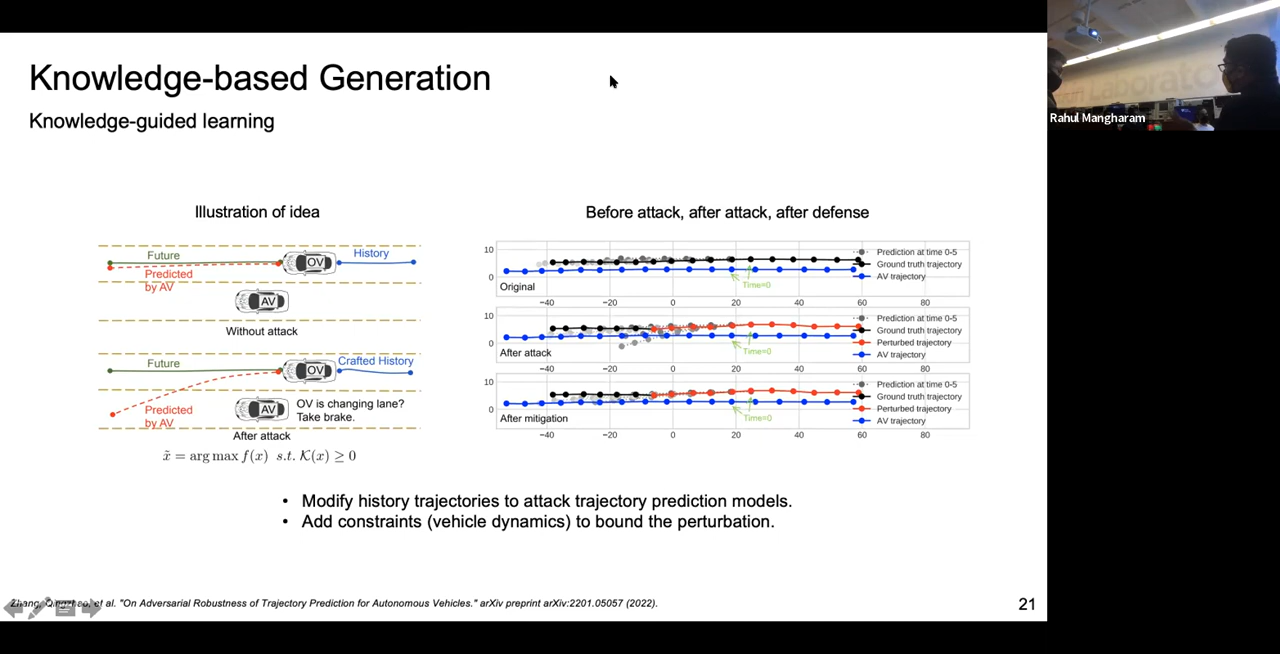 Knowledge-based Generation
Knowledge-guided learning
Illustration of idea
Future
OV
History
Predicted
by AV
AV
Without attack
Future
OV
Crafted History
Predicted
by AV
AV
OV is changing lane?
Take brake.
After attack
x̃ = arg max f(x) s.t. K(x) ≥ 0
Before attack, after attack, after defense
10
0
Original
Time=0
Prediction at time 0-5
Ground truth trajectory
AV trajectory
−40 −20 0 20 40 60 80
10
0
After attack
Time=0
Prediction at time 0-5
Ground truth trajectory
Perturbed trajectory
AV trajectory
−40 −20 0 20 40 60 80
10
0
After mitigation
Time=0
Prediction at time 0-5
Ground truth trajectory
Perturbed trajectory
AV trajectory
−40 −20 0 20 40 60 80
• Modify history trajectories to attack trajectory prediction models.
• Add constraints (vehicle dynamics) to bound the perturbation.
Zhang, Qingzhao, et al. "On Adversarial Robustness of Trajectory Prediction for Autonomous Vehicles." arXiv preprint arXiv:2201.05057 (2022).
21
Rahul Mangharam